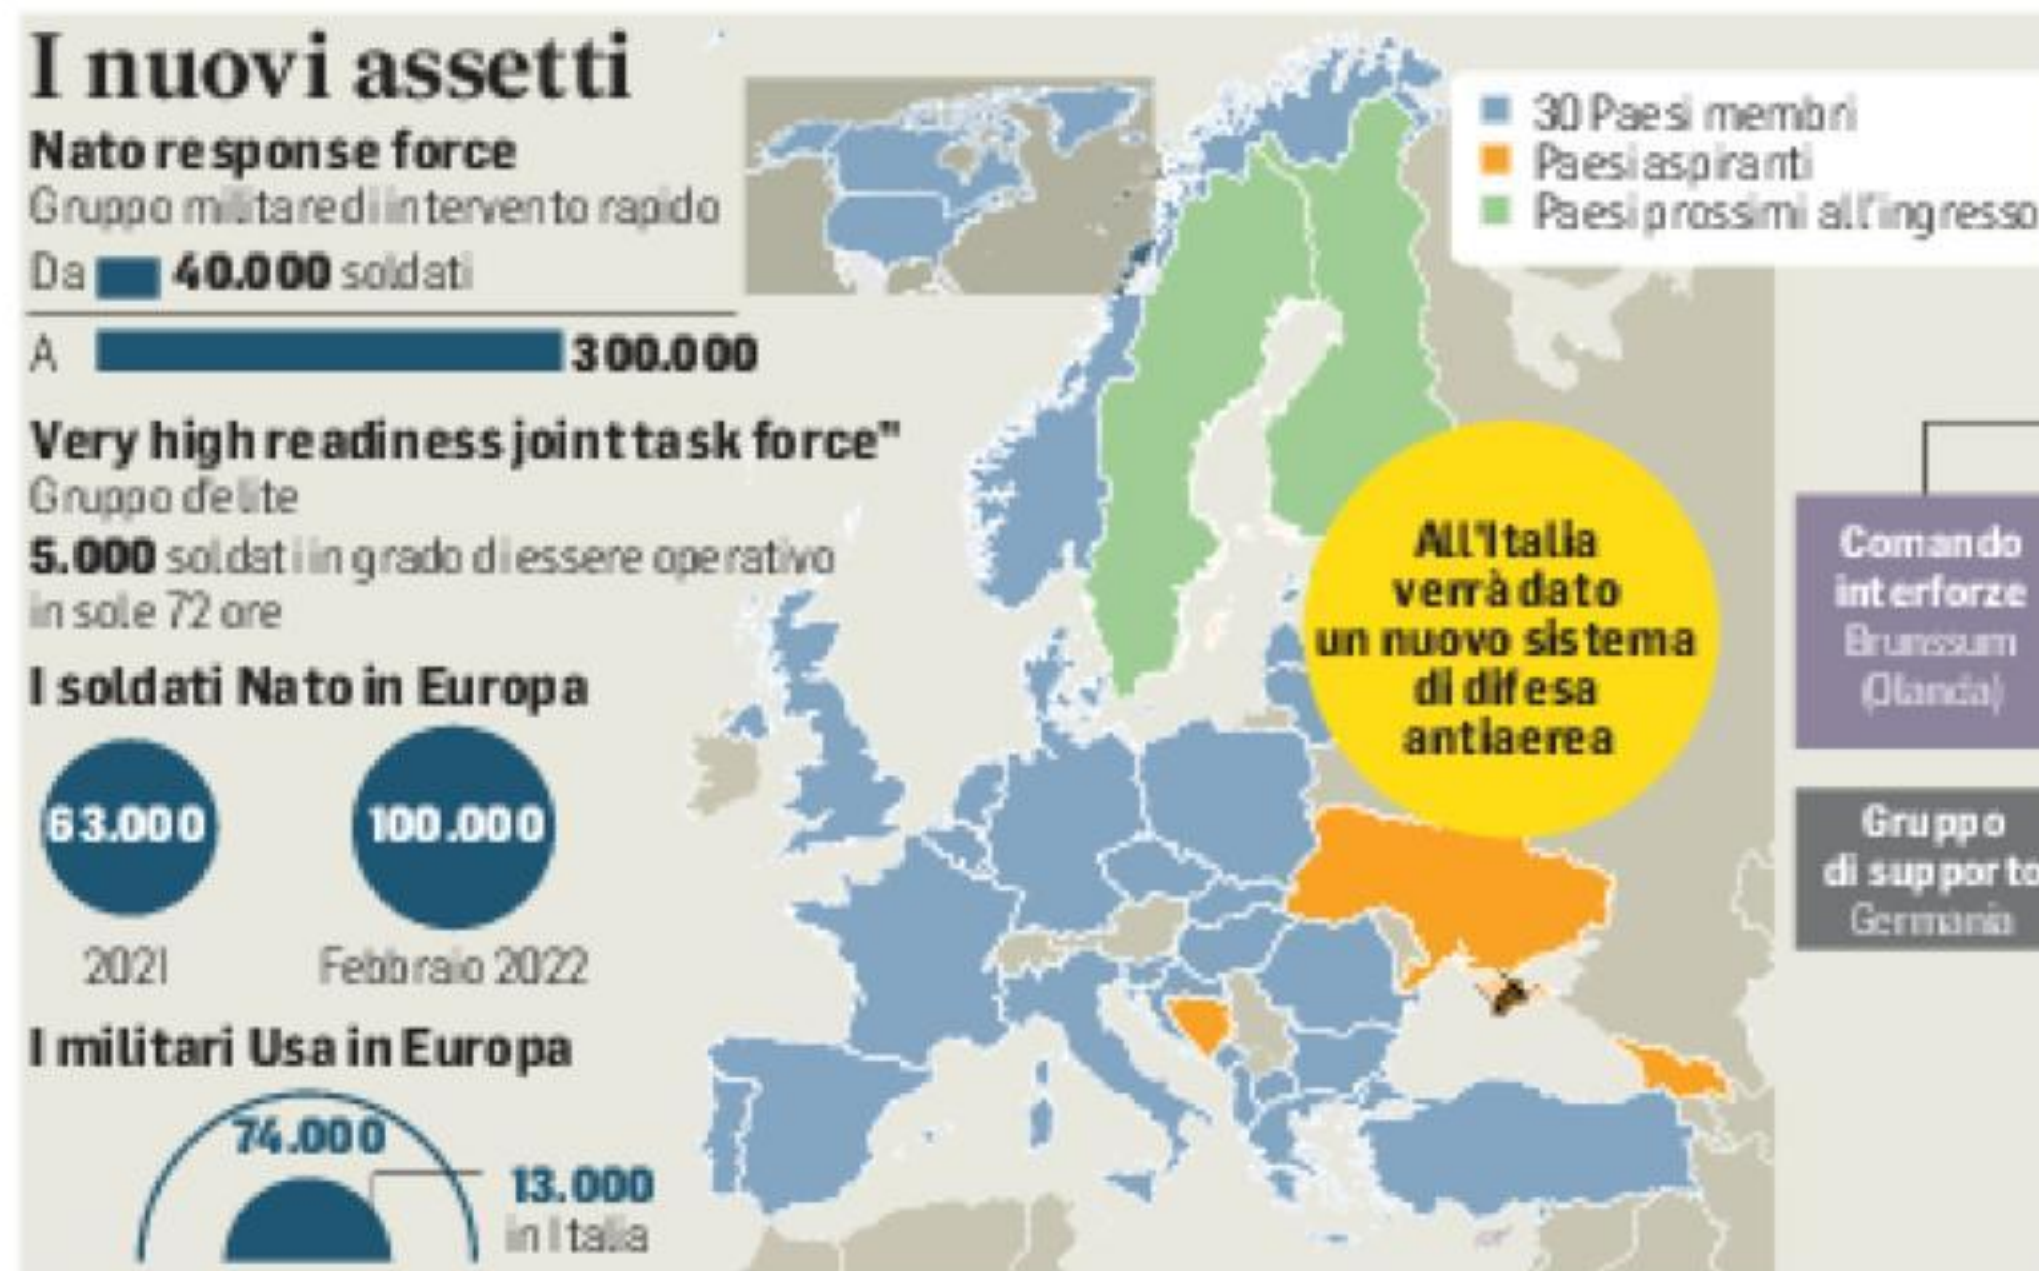 I nuovi assetti
Nato response force
Gruppo militare di intervento rapido
Da 40.000 soldati
A 300.000
Very high readiness joint task force"
Gruppo d'elite
5.000 soldati in grado di essere operativo
in sole 72 ore
I soldati Nato in Europa
63.000
100.000
2021
Febbraio 2022
I militari Usa in Europa
74.000
13.000
in Italia
30 Paesi membri
Paesi aspiranti
Paesi prossimi all'ingresso
All'Italia
verrà dato
un nuovo sistema
di difesa
antiaerea
Comando
interforze
Brunssum
(Olanda)
Gruppo
di supporto
Germania